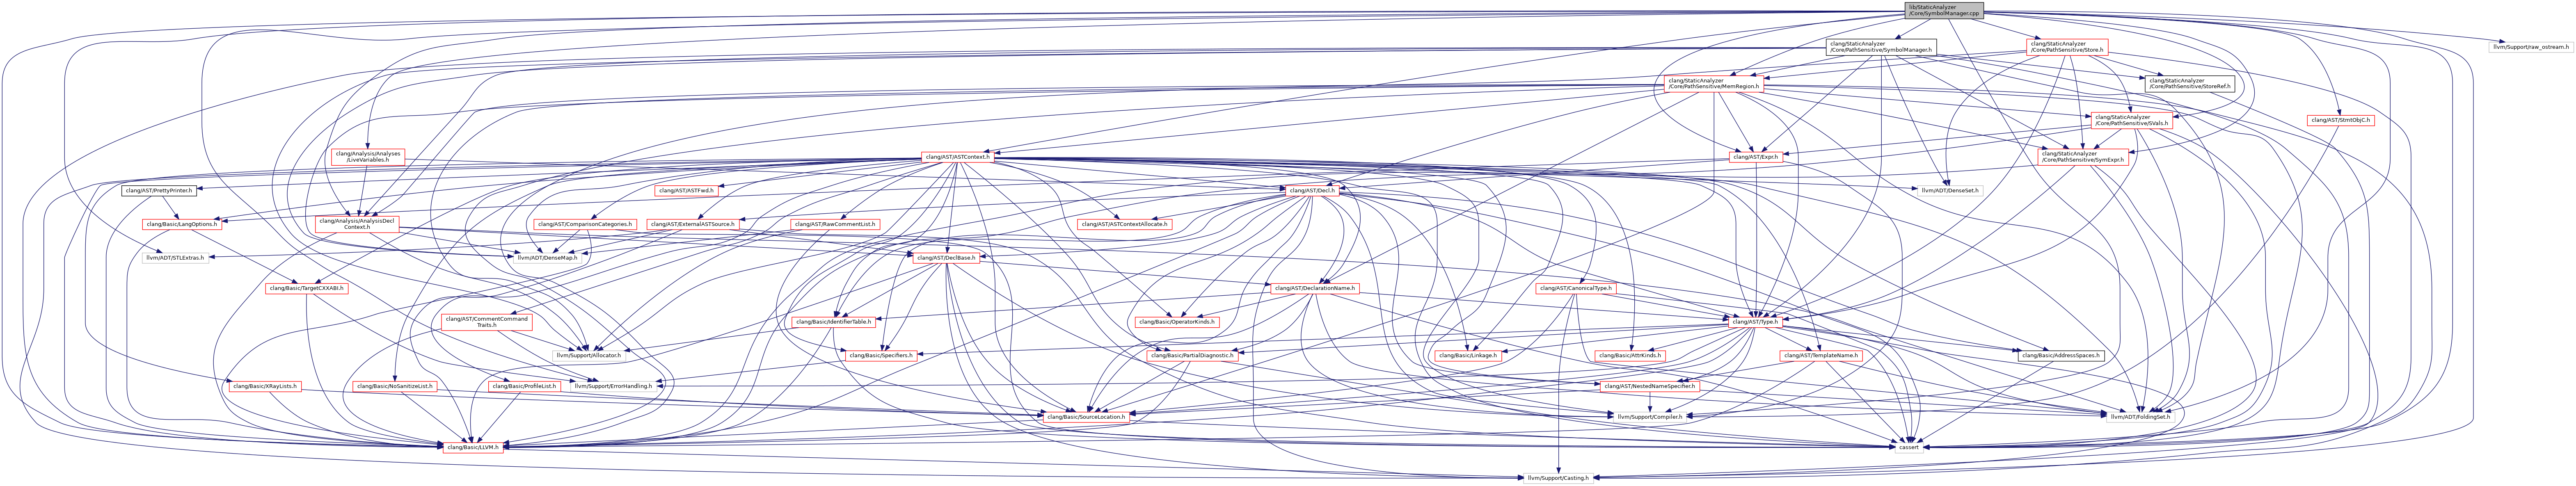 lib/StaticAnalyzer
/Core/SymbolManager.cpp
clang/StaticAnalyzer
/Core/PathSensitive/SymbolManager.h
clang/StaticAnalyzer
/Core/PathSensitive/Store.h
llvm/Support/raw_ostream.h
clang/StaticAnalyzer
/Core/PathSensitive/MemRegion.h
clang/StaticAnalyzer
/Core/PathSensitive/StoreRef.h
clang/StaticAnalyzer
/Core/PathSensitive/SVals.h
clang/AST/StmtObjC.h
clang/Analysis/Analyses
/LiveVariables.h
clang/AST/ASTContext.h
clang/AST/Expr.h
clang/StaticAnalyzer
/Core/PathSensitive/SymExpr.h
clang/AST/PrettyPrinter.h
clang/AST/ASTFwd.h
clang/AST/Decl.h
llvm/ADT/DenseSet.h
clang/Basic/LangOptions.h
clang/Analysis/AnalysisDecl
Context.h
clang/AST/ComparisonCategories.h
clang/AST/ExternalASTSource.h
clang/AST/RawCommentList.h
clang/AST/ASTContextAllocate.h
llvm/ADT/STLExtras.h
llvm/ADT/DenseMap.h
clang/AST/DeclBase.h
clang/Basic/TargetCXXABI.h
clang/AST/DeclarationName.h
clang/AST/CanonicalType.h
clang/AST/CommentCommand
Traits.h
clang/Basic/IdentifierTable.h
clang/Basic/OperatorKinds.h
clang/AST/Type.h
llvm/Support/Allocator.h
clang/Basic/Specifiers.h
clang/Basic/PartialDiagnostic.h
clang/Basic/Linkage.h
clang/Basic/AttrKinds.h
clang/AST/TemplateName.h
clang/Basic/AddressSpaces.h
clang/Basic/XRayLists.h
clang/Basic/NoSanitizeList.h
clang/Basic/ProfileList.h
llvm/Support/ErrorHandling.h
clang/AST/NestedNameSpecifier.h
clang/Basic/SourceLocation.h
llvm/Support/Compiler.h
llvm/ADT/FoldingSet.h
clang/Basic/LLVM.h
cassert
llvm/Support/Casting.h